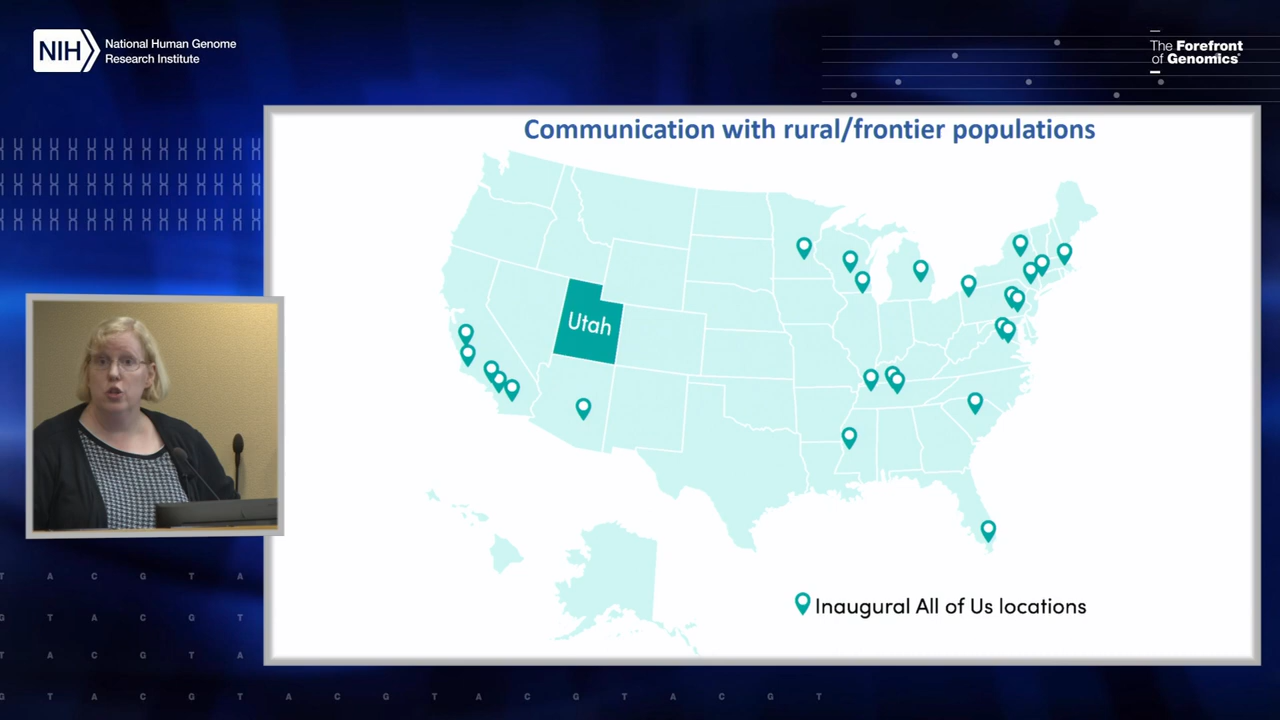 NIH
National Human Genome
Research Institute
The Forefront
of Genomics®
Communication with rural/frontier populations
Utah
Inaugural All of Us locations
T A C G T A
G T A C G T
T A C G T A
G T A C G T A C G T A C G T A C G T